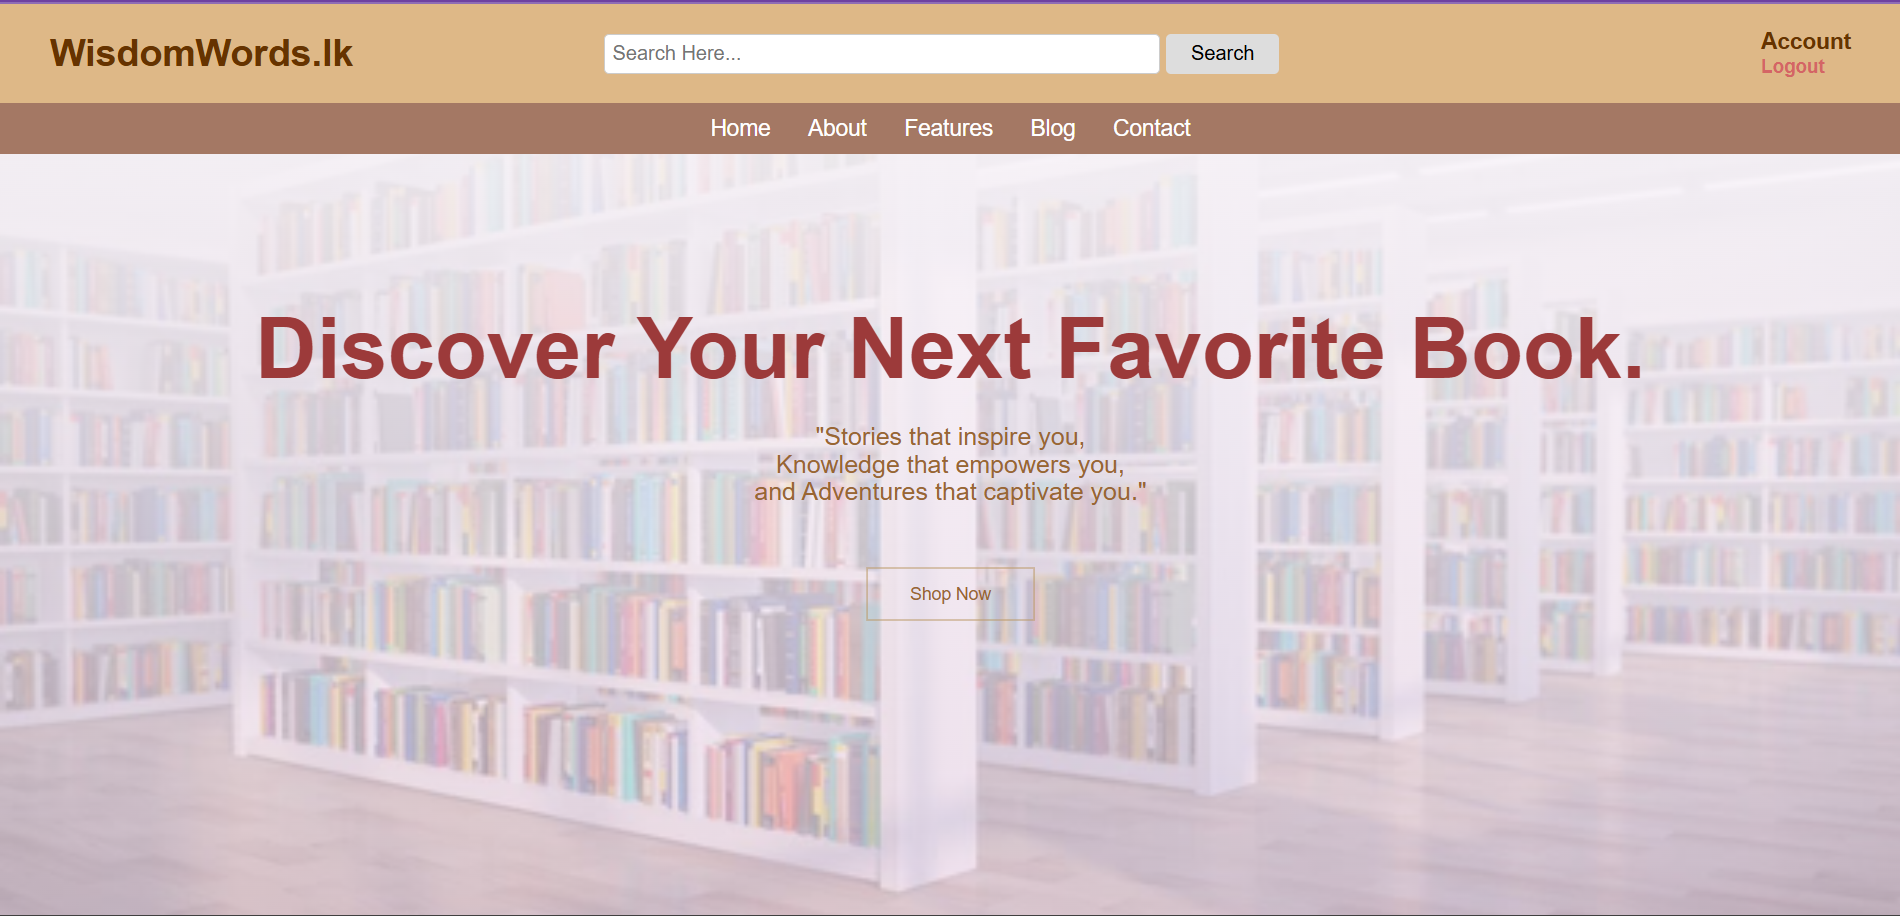 WisdomWords.lk
Search Here...
Search
Account
Logout
Home About Features Blog Contact
Discover Your Next Favorite Book.
"Stories that inspire you,
Knowledge that empowers you,
and Adventures that captivate you."
Shop Now